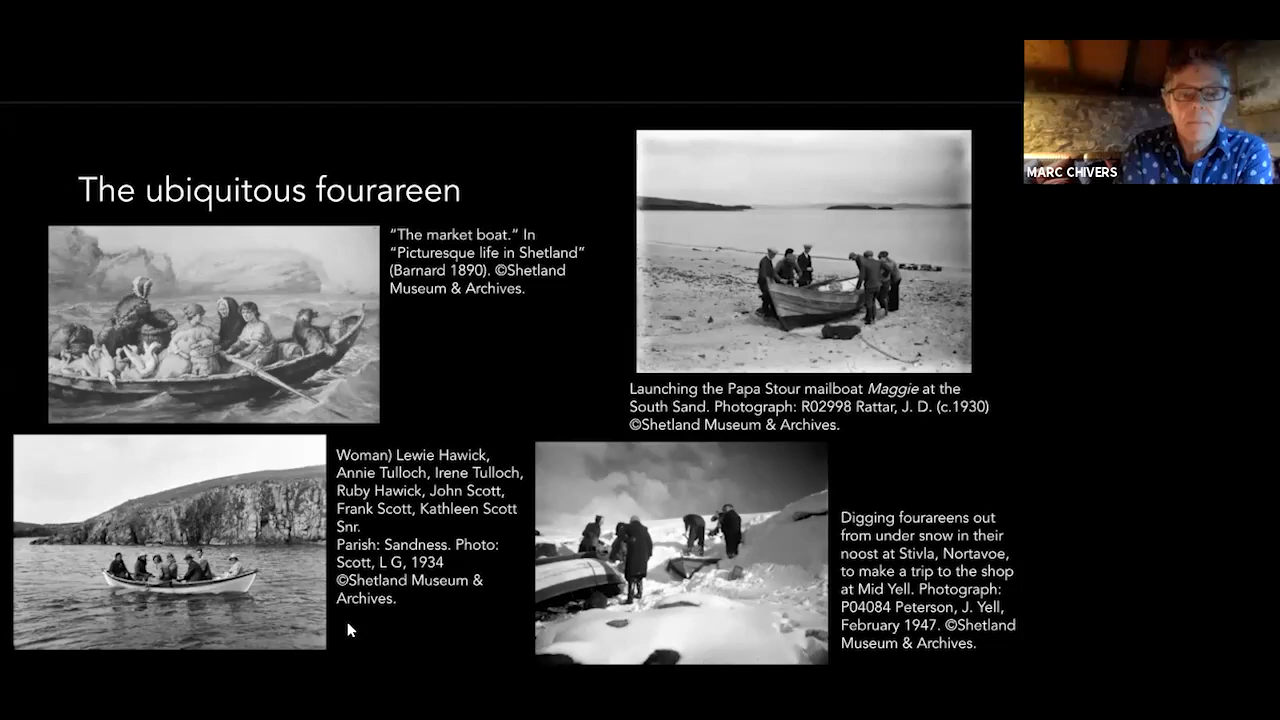 MARC CHIVERS
The ubiquitous fourareen
“The market boat.” In
“Picturesque life in Shetland”
(Barnard 1890). ©Shetland
Museum & Archives.
Launching the Papa Stour mailboat Maggie at the
South Sand. Photograph: R02998 Rattar, J. D. (c.1930)
©Shetland Museum & Archives.
Woman) Lewie Hawick,
Annie Tulloch, Irene Tulloch,
Ruby Hawick, John Scott,
Frank Scott, Kathleen Scott
Snr.
Parish: Sandness. Photo:
Scott, L G, 1934
©Shetland Museum &
Archives.
Digging fourareens out
from under snow in their
noost at Stivla, Nortavoe,
to make a trip to the shop
at Mid Yell. Photograph:
P04084 Peterson, J. Yell,
February 1947. ©Shetland
Museum & Archives.